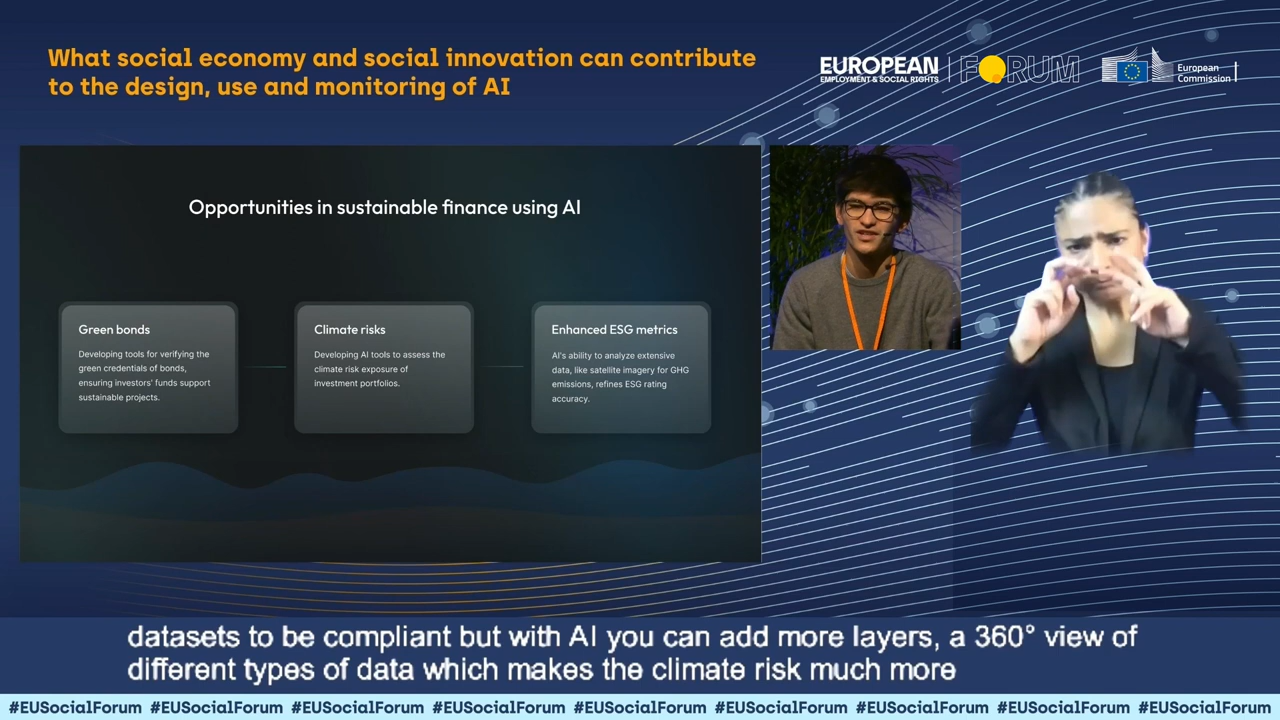 What social economy and social innovation can contribute
to the design, use and monitoring of AI
EUROPEAN
EMPLOYMENT & SOCIAL RIGHTS
FORUM
European
Commission
Opportunities in sustainable finance using AI
Green bonds
Developing tools for verifying the
green credentials of bonds,
ensuring investors' funds support
sustainable projects.
Climate risks
Developing AI tools to assess the
climate risk exposure of
investment portfolios.
Enhanced ESG metrics
AI's ability to analyze extensive
data, like satellite imagery for GHG
emissions, refines ESG rating
accuracy.
datasets to be compliant but with AI you can add more layers, a 360° view of
different types of data which makes the climate risk much more
#EUSocialForum #EUSocialForum #EUSocialForum #EUSocialForum #EUSocialForum #EUSocialForum #EUSocialForum #EUSocialForum #EUSocialForum